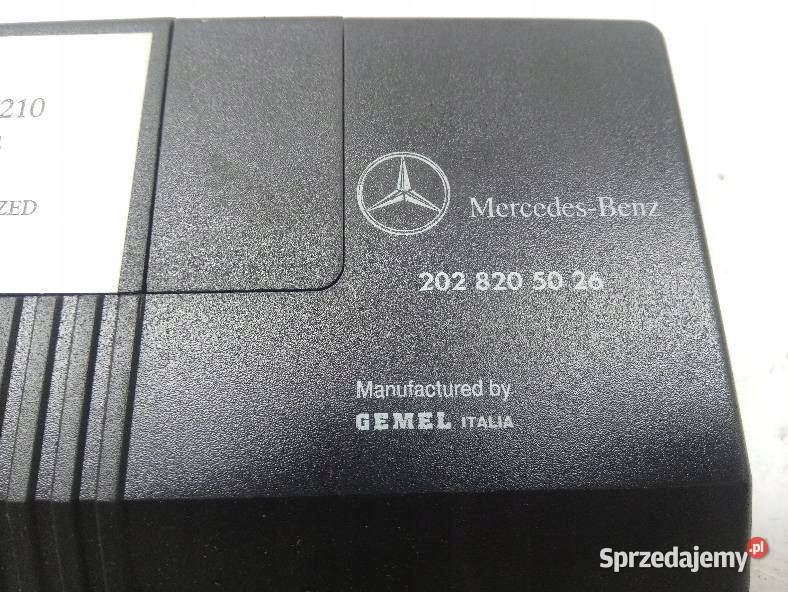 210
ZED
Mercedes-Benz
202 820 50 26
Manufactured by
GEMEL ITALIA
Sprzedajemy.pl